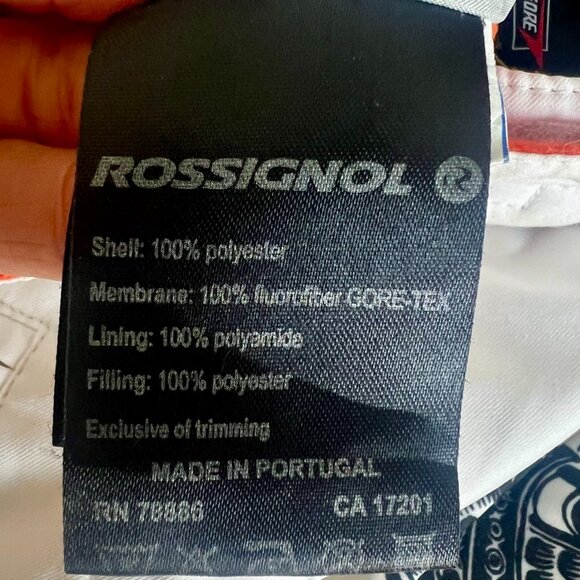 ROSSIGNOL R
Shell: 100% polyester
Membrane: 100% fluorofiber GORE-TEX
Lining: 100% polyamide
Filling: 100% polyester
Exclusive of trimming
MADE IN PORTUGAL
CA 17201